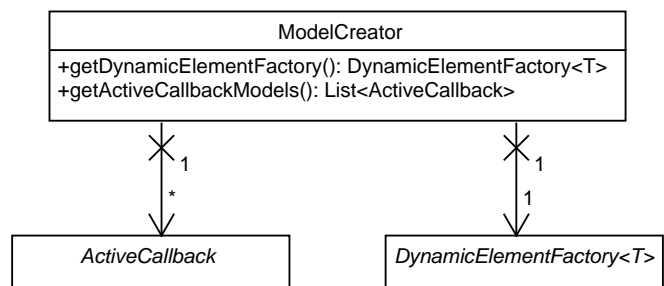 ModelCreator
+getDynamicElementFactory(): DynamicElementFactory<T>
+getActiveCallbackModels(): List<ActiveCallback>
1
1
*
1
ActiveCallback
DynamicElementFactory<T>